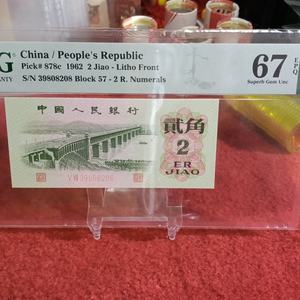 G
ANTY
China / People's Republic
Pick# 878c 1962 2 Jiao - Litho Front
S/N 39808208 Block 57 - 2 R. Numerals
67
EPQ
Superb Gem Unc
中国人民银行
贰角
2
ER
JIAO